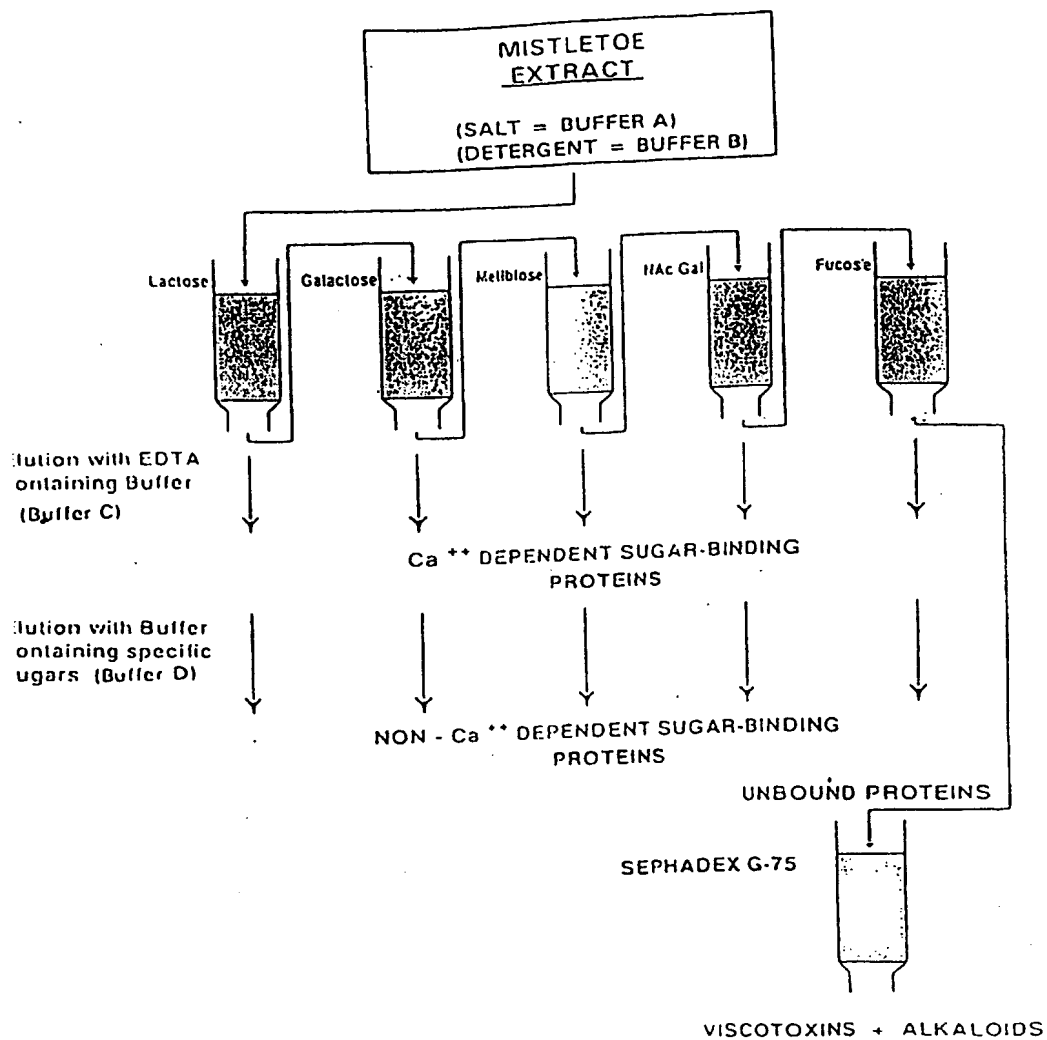 MISTLETOE
EXTRACT
(SALT = BUFFER A)
(DETERGENT = BUFFER B)
Lactose
Galactose
Mellblose
NAc Gal
Fucose
lution with EDTA
ontaining Buffer
(Buffer C)
Ca ++ DEPENDENT SUGAR-BINDING
PROTEINS
lution with Buffer
ontaining specific
ugars (Buffer D)
NON - Ca ++ DEPENDENT SUGAR-BINDING
PROTEINS
UNBOUND PROTEINS
SEPHADEX G-75
VISCOTOXINS + ALKALOIDS